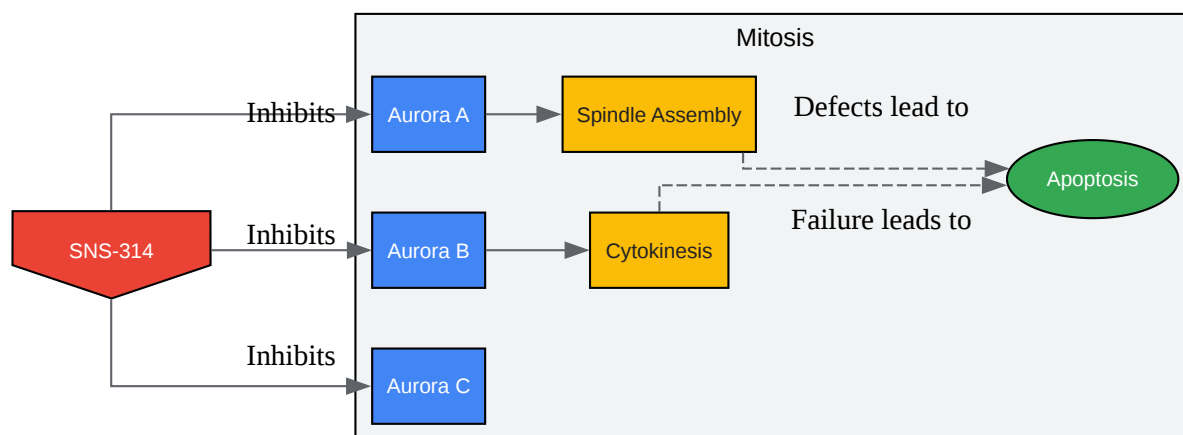 Mitosis
Inhibits
Aurora A
Spindle Assembly
Defects lead to
Apoptosis
SNS-314
Inhibits
Aurora B
Cytokinesis
Failure leads to
Inhibits
Aurora C